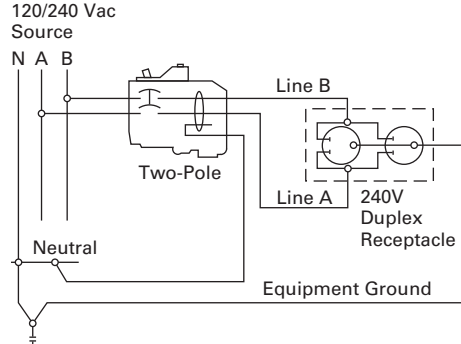 120/240 Vac
Source
N A B
Line B
Two-Pole
Line A
240V
Duplex
Receptacle
Neutral
Equipment Ground